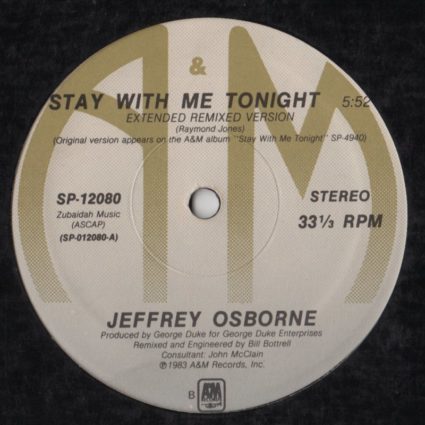 A & M
STAY WITH ME TONIGHT 5:52
EXTENDED REMIXED VERSION
(Raymond Jones)
(Original version appears on the A&M album "Stay With Me Tonight" SP-4940)
SP-12080
Zubaidah Music
(ASCAP)
(SP-012080-A)
STEREO
33⅓ RPM
JEFFREY OSBORNE
Produced by George Duke for George Duke Enterprises
Remixed and Engineered by Bill Bottrell
Consultant: John McClain
℗1983 A&M Records, Inc.
B A&M RECORDS